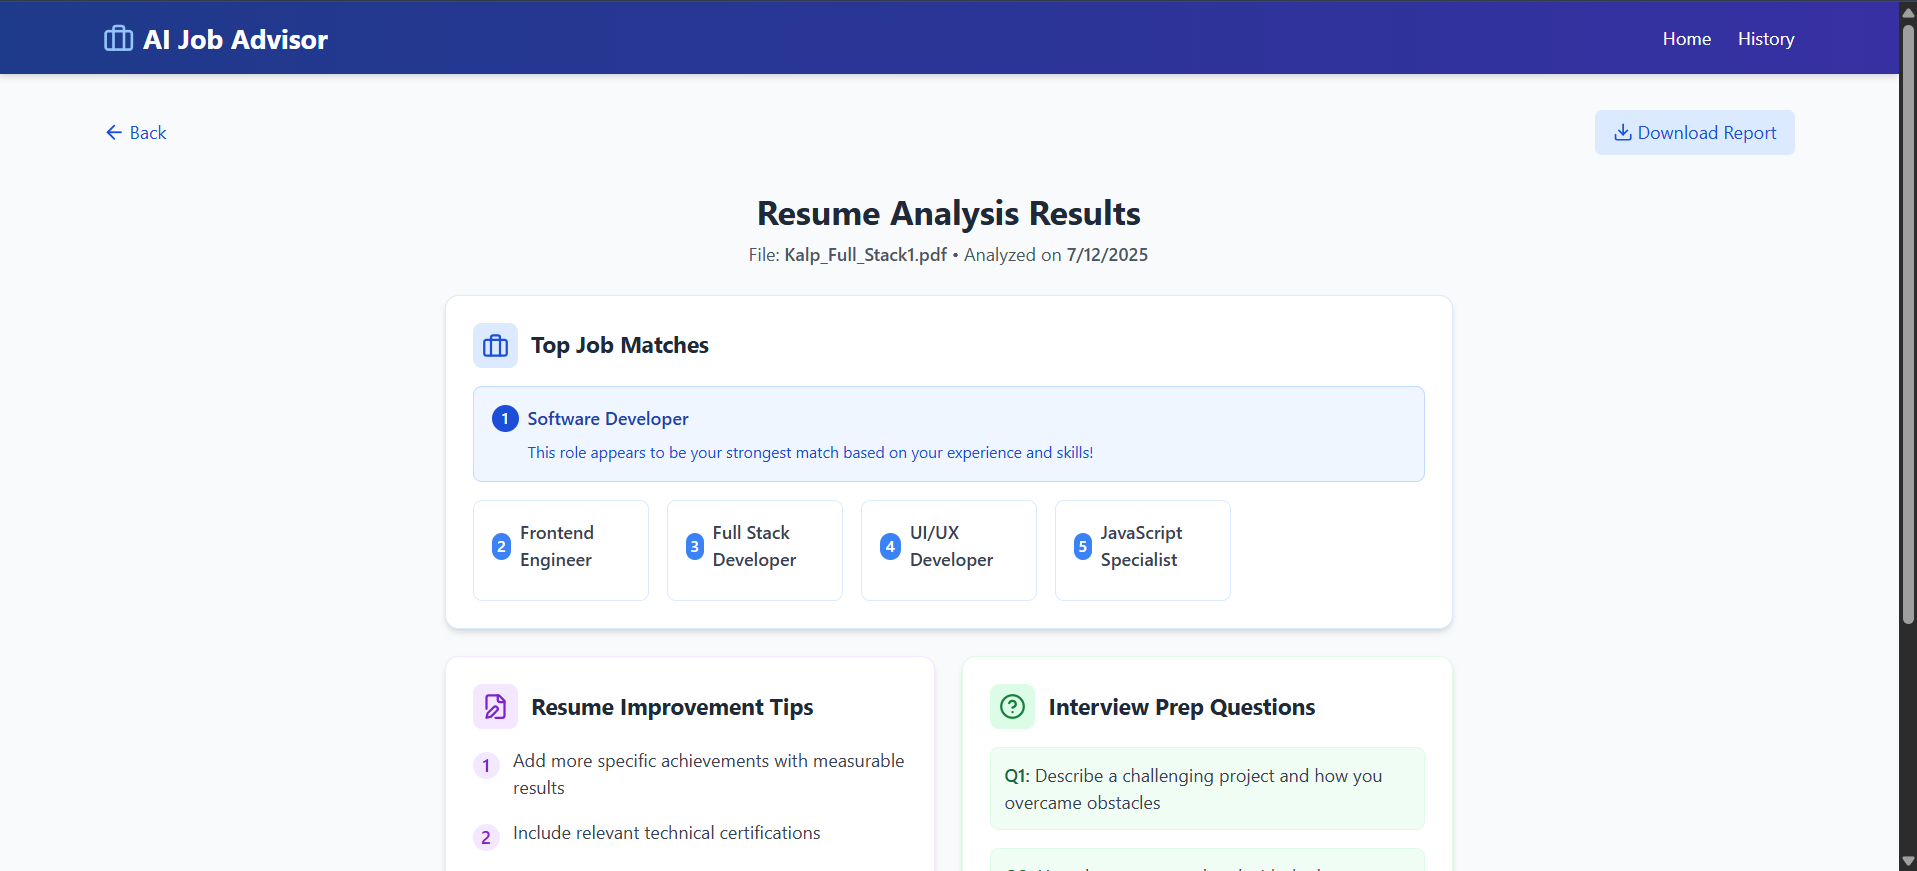 AI Job Advisor
Home
History
Back
Download Report
Resume Analysis Results
File: Kalp_Full_Stack1.pdf • Analyzed on 7/12/2025
Top Job Matches
1
Software Developer
This role appears to be your strongest match based on your experience and skills!
2
Frontend
Engineer
3
Full Stack
Developer
4
UI/UX
Developer
5
JavaScript
Specialist
Resume Improvement Tips
1
Add more specific achievements with measurable
results
2
Include relevant technical certifications
Interview Prep Questions
Q1: Describe a challenging project and how you
overcame obstacles